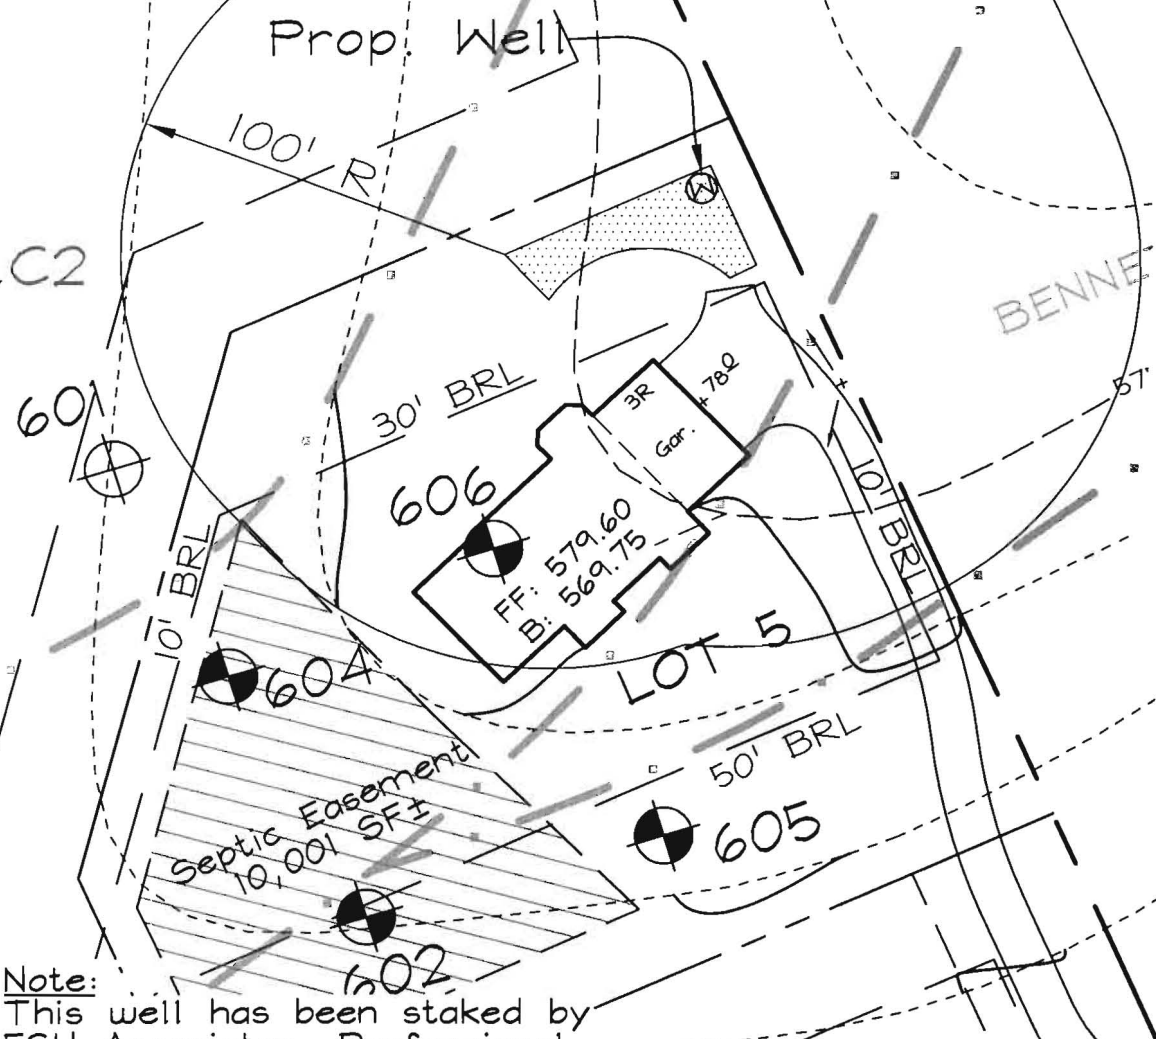 Prop. Well
100' R
W
C2
BENNE
601
30' BRL
3R
+78±
Gar.
57'
606
10' BRL
FF: 579.60
B: 569.75
10' BRL
LOT 5
604
50' BRL
Septic Easement
10,001 SF±
605
602
Note:
This well has been staked by